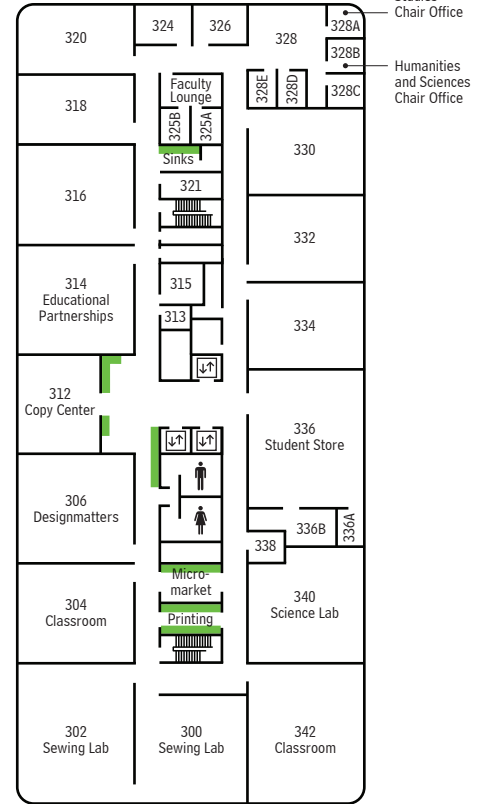 Chair Office
324
326
328A
320
328
328B
Humanities
and Sciences
Chair Office
Faculty
Lounge
328E
328D
328C
318
325B
325A
330
Sinks
321
316
332
314
Educational
Partnerships
315
313
334
312
Copy Center
336
Student Store
306
Designmatters
336B
336A
338
Micro-
market
340
Science Lab
304
Classroom
Printing
302
Sewing Lab
300
Sewing Lab
342
Classroom